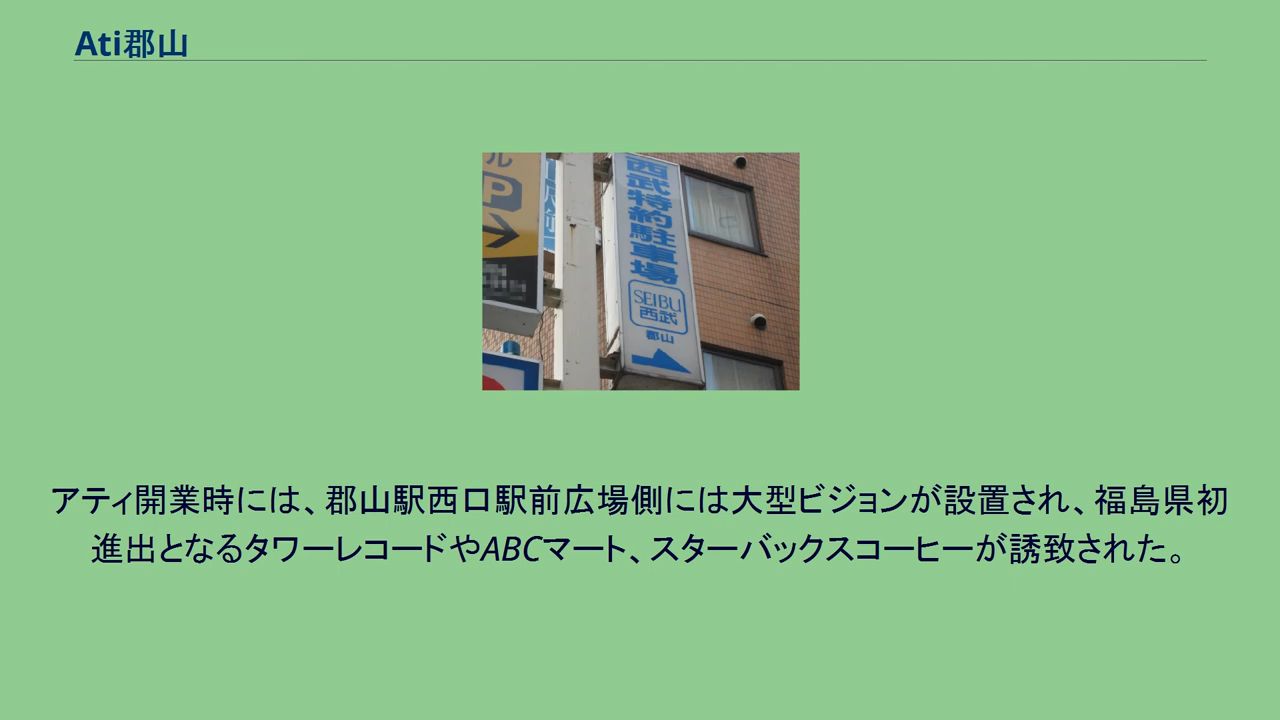 Ati郡山
ル
P
西武特約駐車場
SEIBU
西武
郡山
アティ開業時には、郡山駅西口駅前広場側には大型ビジョンが設置され、福島県初
進出となるタワーレコードやABCマート、スターバックスコーヒーが誘致された。